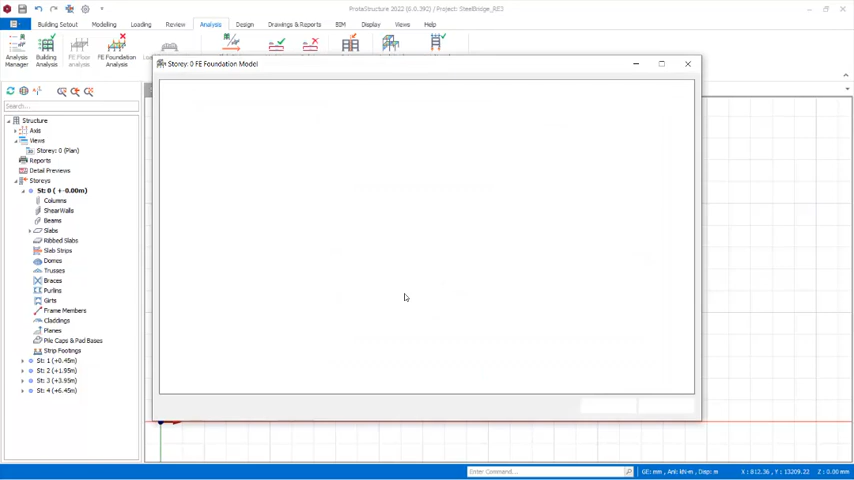 ProtaStructure 2022 (6.0.392) - Project: SteelBridge_RE3
Building Setout Modeling Loading Review Analysis Design Drawings & Reports BIM Display Views Help
Analysis Manager
Building Analysis
FE Floor analysis
FE Foundation Analysis
Storey: 0 FE Foundation Model
Search...
Structure
Axis
Views
Storey: 0 (Plan)
Reports
Detail Previews
Storeys
St: 0 ( +-0.00m)
Columns
ShearWalls
Beams
Slabs
Ribbed Slabs
Slab Strips
Domes
Trusses
Braces
Purlins
Girts
Frame Members
Claddings
Planes
Pile Caps & Pad Bases
Strip Footings
St: 1 (+0.45m)
St: 2 (+1.95m)
St: 3 (+3.95m)
St: 4 (+6.45m)
Enter Command...
GE: mm , Anl: kN-m , Disp: m
X : 812.36 , Y : 13209.22
Z : 0.00 mm